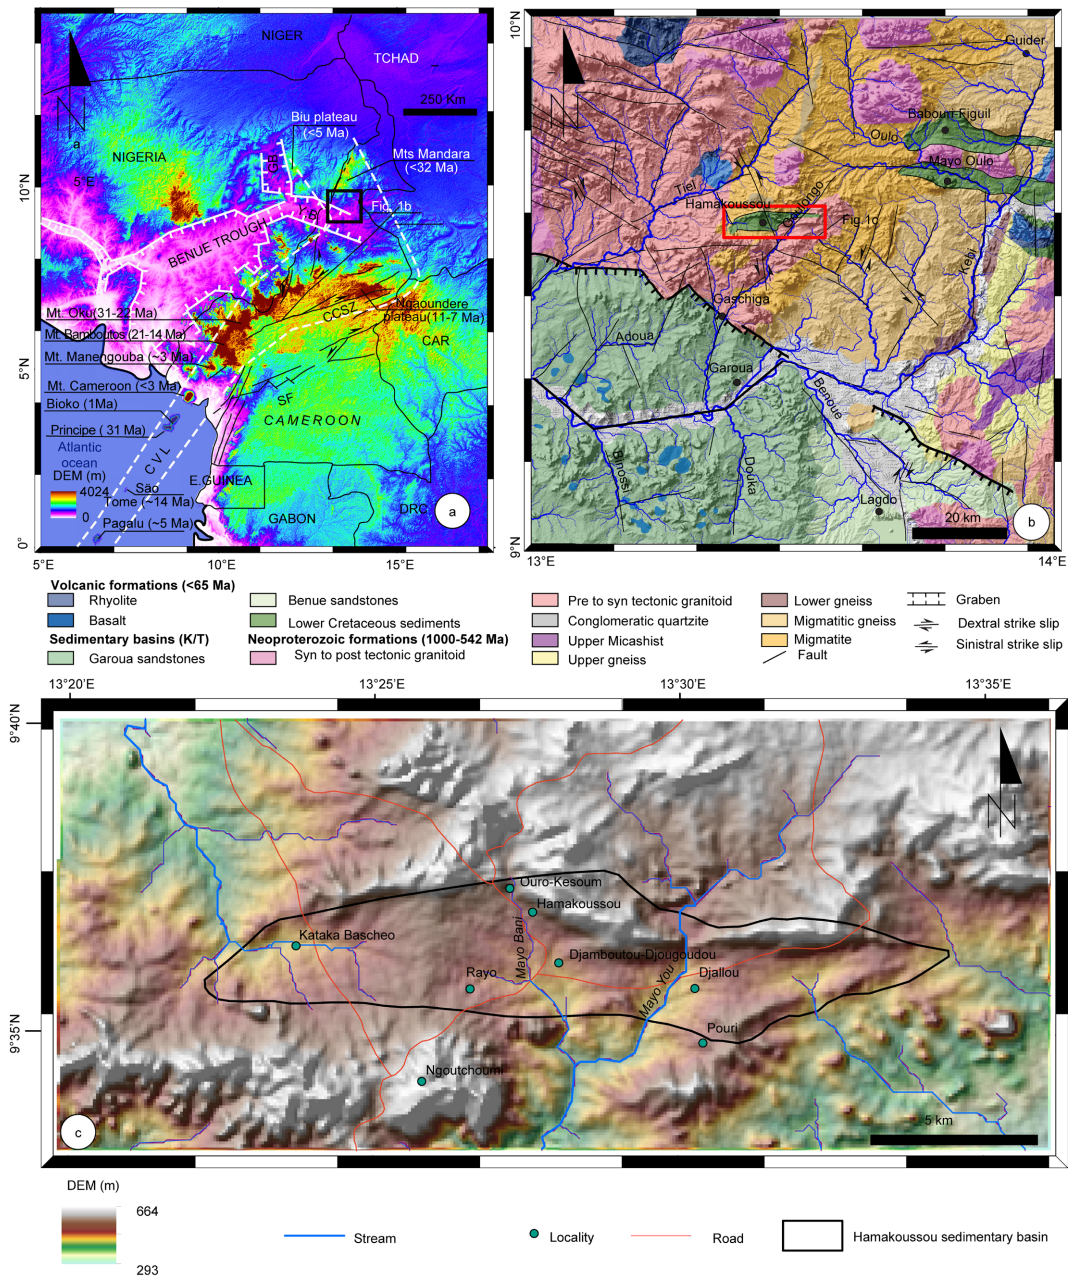 NIGER
TCHAD
250 Km
Biu plateau
(<5 Ma)
Mts Mandara
(<32 Ma)
NIGERIA
5°E
a
GB
Y.B
Fig. 1b
BENUE TROUGH
Mt. Oku(31-22 Ma)
Mt. Bamboutos (21-14 Ma)
Mt. Manengouba (~3 Ma)
Mt. Cameroon (<3 Ma)
Bioko (1Ma)
Principe ( 31 Ma)
Atlantic
ocean
DEM (m)
4024
0
CVL
São
Tome (~14 Ma)
Pagalu (~5 Ma)
CCSZ
Ngaoundere
plateau(11-7 Ma)
CAR
SF
CAMEROON
E.GUINEA
GABON
DRC
a
10°N
5°N
0°
5°E
10°E
15°E
10°N
9°N
13°E
14°E
Guider
Babouri-Figuil
Oulo
Mayo Oulo
Tiel
Hamakoussou
Fig.1c
Kebi
Gaschiga
Adoua
Garoua
Benoue
Binossi
Douka
Lagdo
20 km
b
Volcanic formations (<65 Ma)
Rhyolite
Basalt
Sedimentary basins (K/T)
Garoua sandstones
Benue sandstones
Lower Cretaceous sediments
Neoproterozoic formations (1000-542 Ma)
Syn to post tectonic granitoid
Pre to syn tectonic granitoid
Conglomeratic quartzite
Upper Micashist
Upper gneiss
Lower gneiss
Migmatitic gneiss
Migmatite
Fault
Graben
Dextral strike slip
Sinistral strike slip
13°20'E
13°25'E
13°30'E
13°35'E
9°40'N
9°35'N
Ouro-Kesoum
Hamakoussou
Kataka Bascheo
Mayo Bani
Djamboutou-Djougoudou
Rayo
Mayo You
Djallou
Pouri
Ngoutchoumi
5 km
c
DEM (m)
664
293
Stream
Locality
Road
Hamakoussou sedimentary basin